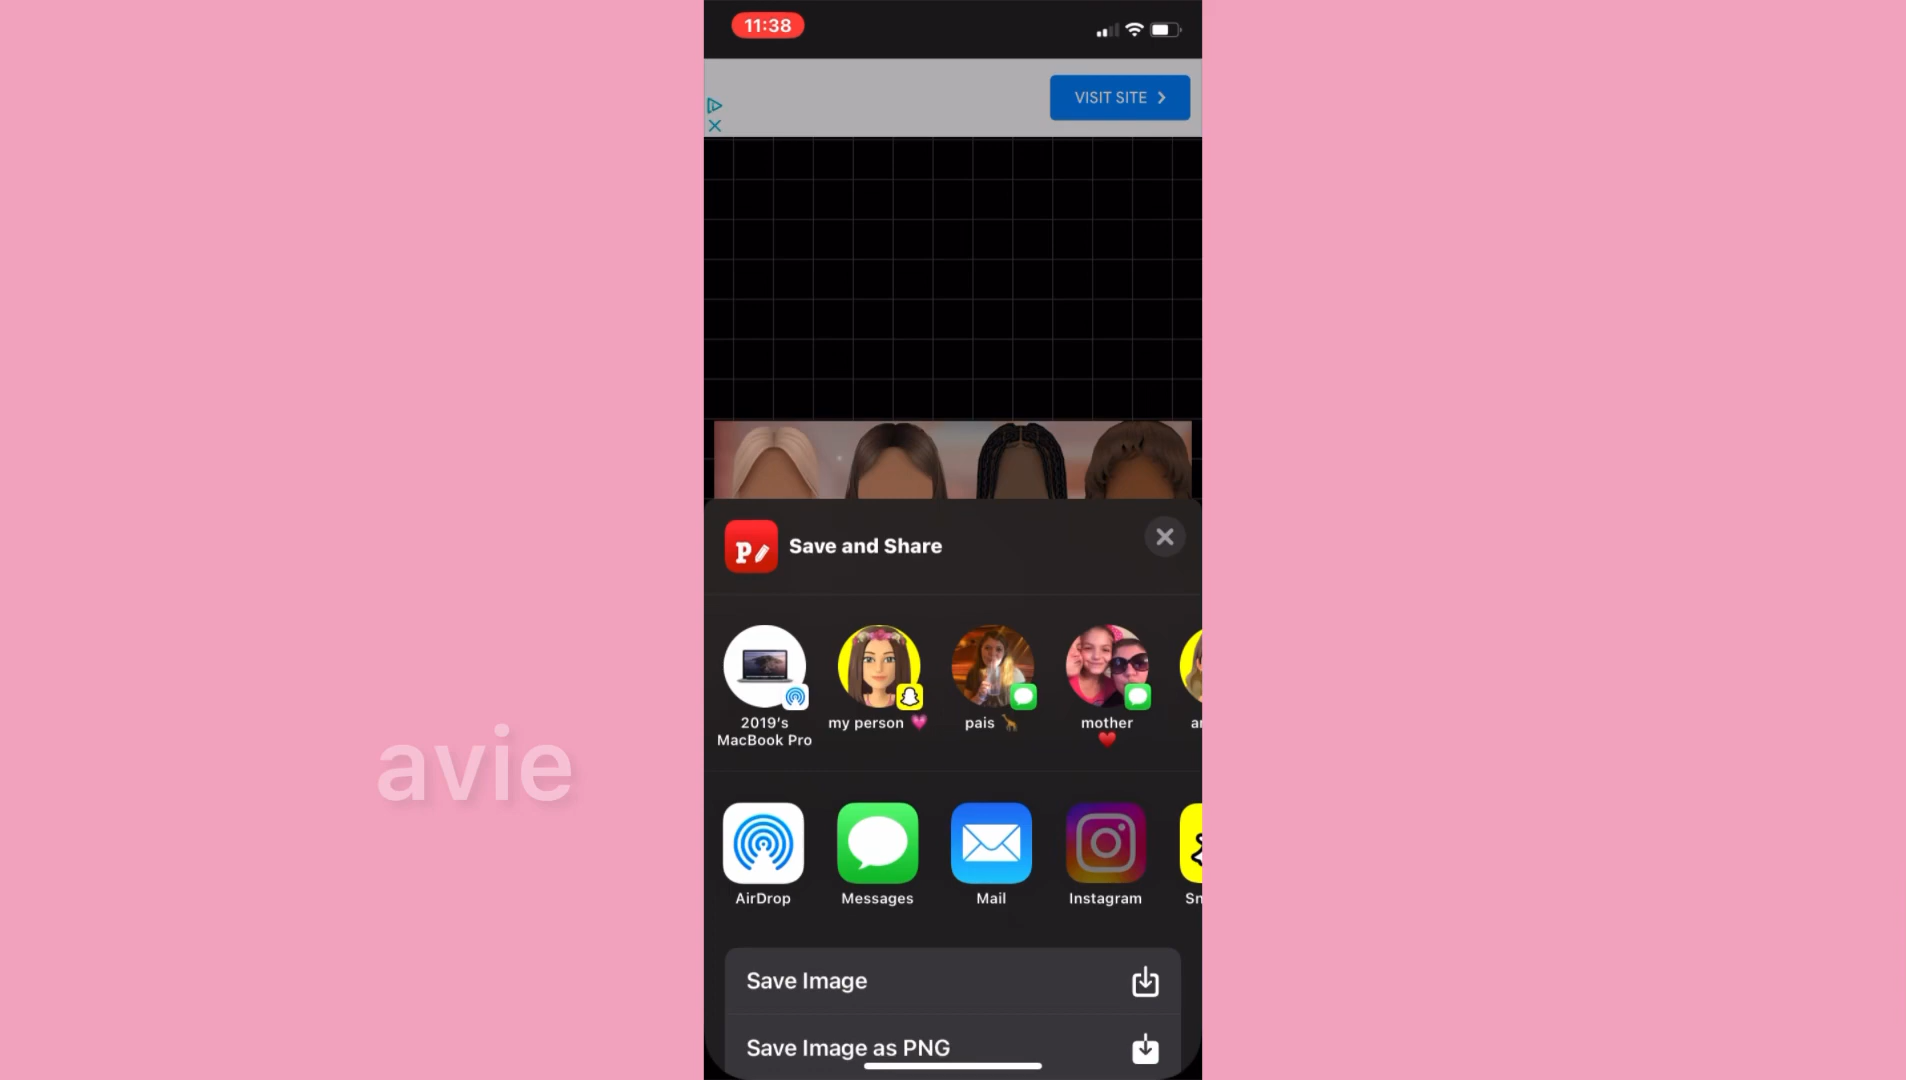 11:38
VISIT SITE
p
Save and Share
2019's
MacBook Pro
my person 💗
pais 🦒
mother
❤️
avie
AirDrop
Messages
Mail
Instagram
Save Image
Save Image as PNG